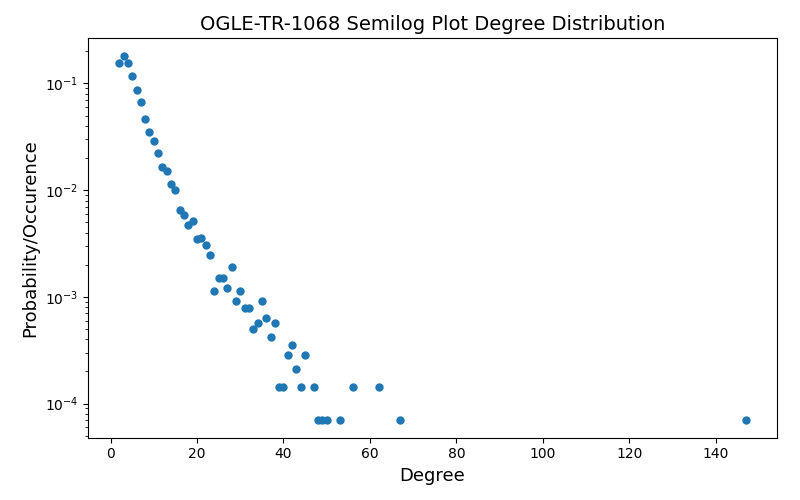 OGLE-TR-1068 Semilog Plot Degree Distribution
Probability/Occurence
10⁻¹
10⁻²
10⁻³
10⁻⁴
0 20 40 60 80 100 120 140
Degree